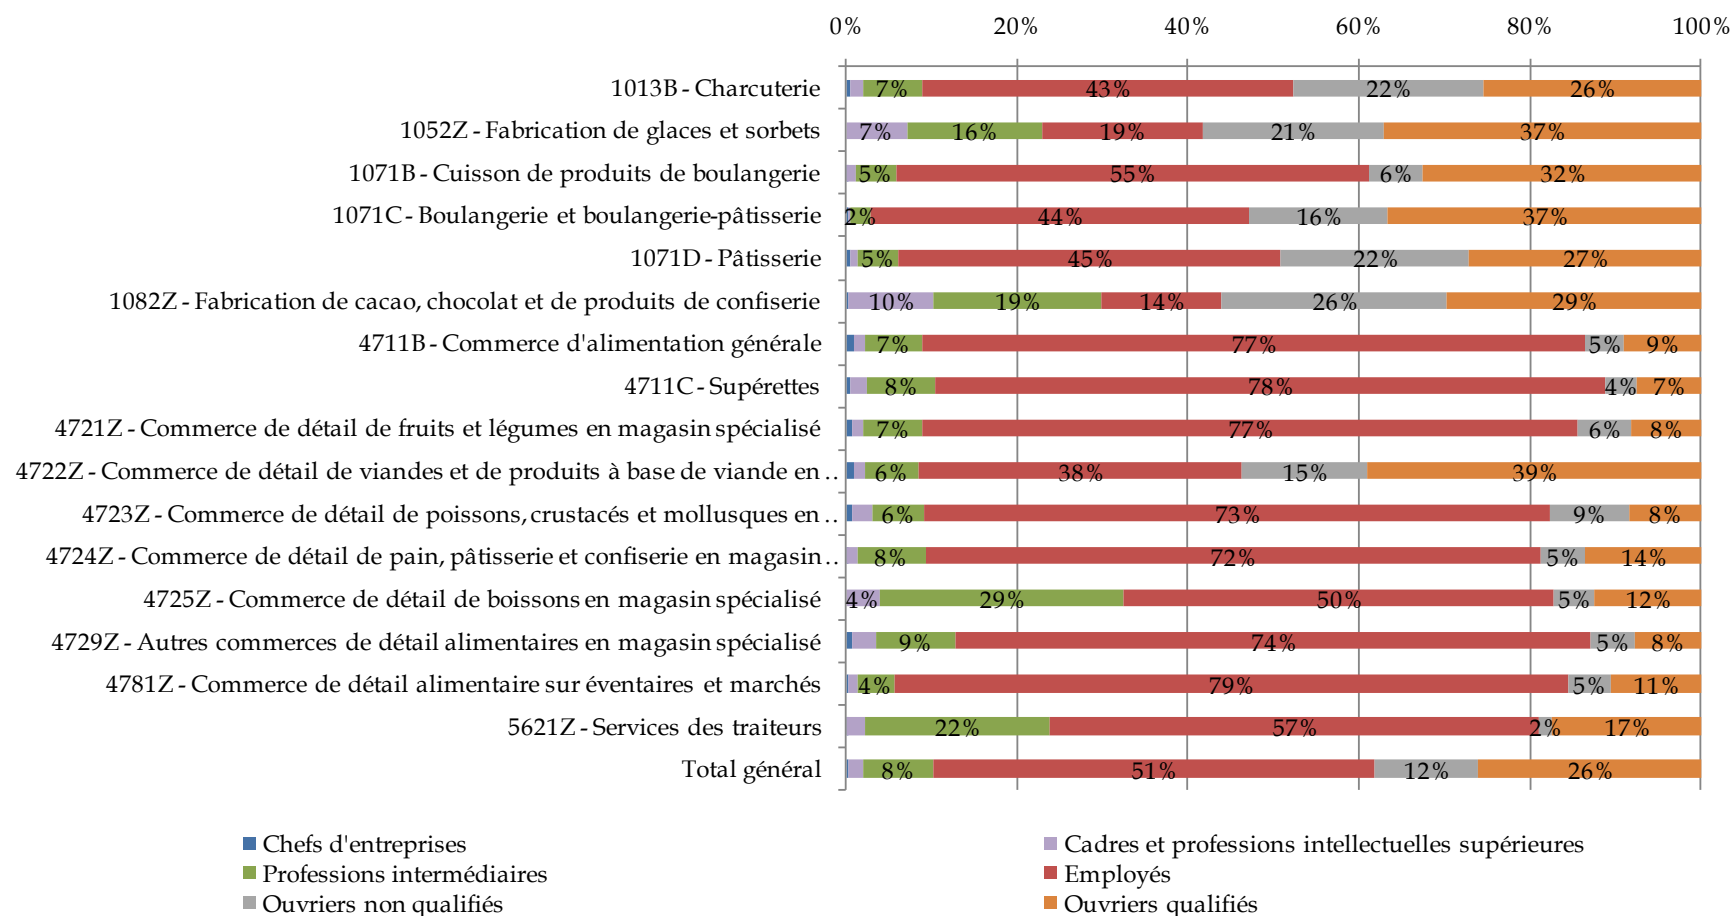 0% 20% 40% 60% 80% 100%
1013B - Charcuterie 7% 43% 22% 26%
1052Z - Fabrication de glaces et sorbets 7% 16% 19% 21% 37%
1071B - Cuisson de produits de boulangerie 5% 55% 6% 32%
1071C - Boulangerie et boulangerie-pâtisserie 2% 44% 16% 37%
1071D - Pâtisserie 5% 45% 22% 27%
1082Z - Fabrication de cacao, chocolat et de produits de confiserie 10% 19% 14% 26% 29%
4711B - Commerce d'alimentation générale 7% 77% 5% 9%
4711C - Supérettes 8% 78% 4% 7%
4721Z - Commerce de détail de fruits et légumes en magasin spécialisé 7% 77% 6% 8%
4722Z - Commerce de détail de viandes et de produits à base de viande en .. 6% 38% 15% 39%
4723Z - Commerce de détail de poissons, crustacés et mollusques en .. 6% 73% 9% 8%
4724Z - Commerce de détail de pain, pâtisserie et confiserie en magasin .. 8% 72% 5% 14%
4725Z - Commerce de détail de boissons en magasin spécialisé 4% 29% 50% 5% 12%
4729Z - Autres commerces de détail alimentaires en magasin spécialisé 9% 74% 5% 8%
4781Z - Commerce de détail alimentaire sur éventaires et marchés 4% 79% 5% 11%
5621Z - Services des traiteurs 22% 57% 2% 17%
Total général 8% 51% 12% 26%
Chefs d'entreprises Cadres et professions intellectuelles supérieures
Professions intermédiaires Employés
Ouvriers non qualifiés Ouvriers qualifiés